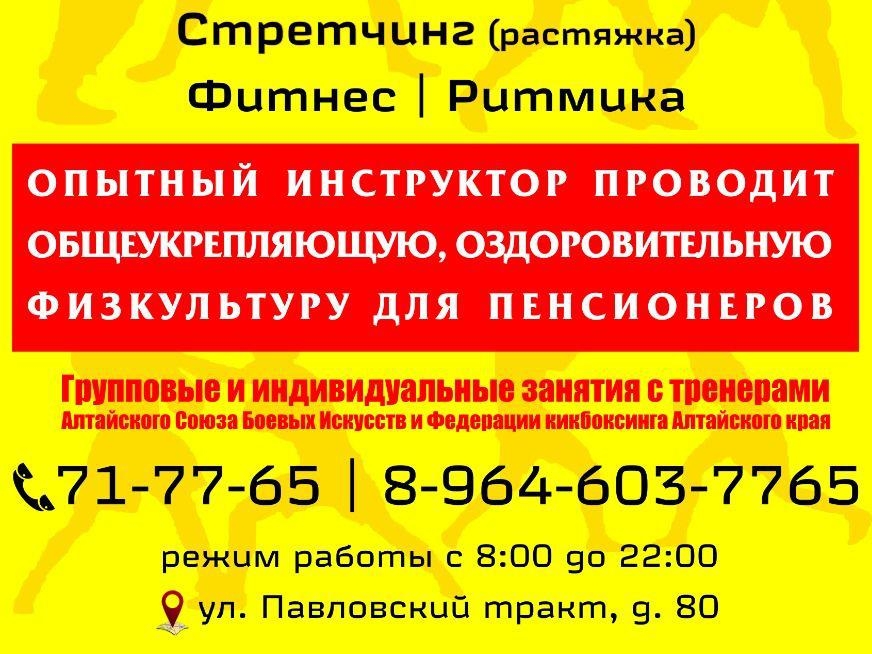 Стретчинг (растяжка)
Фитнес | Ритмика
ОПЫТНЫЙ ИНСТРУКТОР ПРОВОДИТ
ОБЩЕУКРЕПЛЯЮЩУЮ, ОЗДОРОВИТЕЛЬНУЮ
ФИЗКУЛЬТУРУ ДЛЯ ПЕНСИОНЕРОВ
Групповые и индивидуальные занятия с тренерами
Алтайского Союза Боевых Искусств и Федерации кикбоксинга Алтайского края
71-77-65 | 8-964-603-7765
режим работы с 8:00 до 22:00
ул. Павловский тракт, д. 80